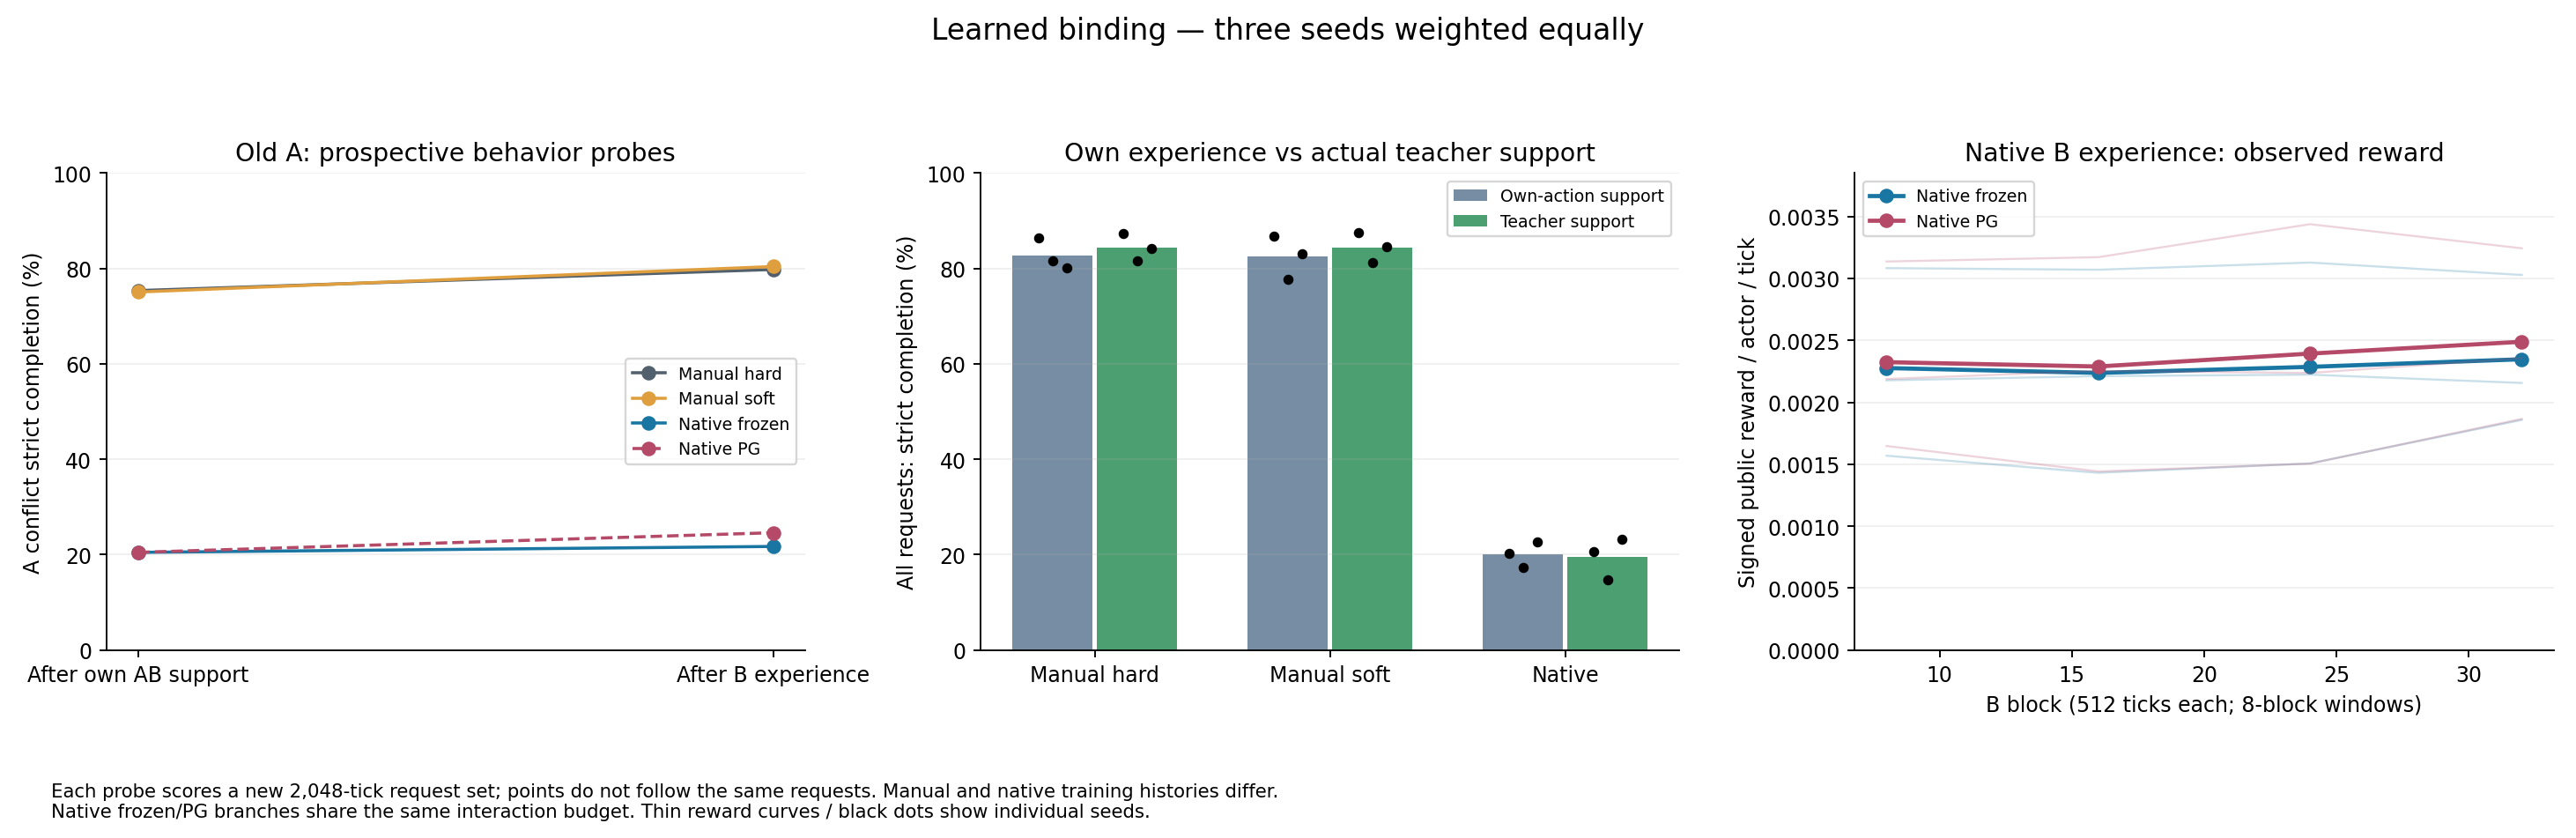 Learned binding — three seeds weighted equally
Old A: prospective behavior probes
A conflict strict completion (%)
100
80
60
40
20
0
Manual hard
Manual soft
Native frozen
Native PG
After own AB support
After B experience
Own experience vs actual teacher support
All requests: strict completion (%)
100
80
60
40
20
0
Own-action support
Teacher support
Manual hard
Manual soft
Native
Native B experience: observed reward
Signed public reward / actor / tick
0.0035
0.0030
0.0025
0.0020
0.0015
0.0010
0.0005
0.0000
Native frozen
Native PG
10
15
20
25
30
B block (512 ticks each; 8-block windows)
Each probe scores a new 2,048-tick request set; points do not follow the same requests. Manual and native training histories differ.
Native frozen/PG branches share the same interaction budget. Thin reward curves / black dots show individual seeds.